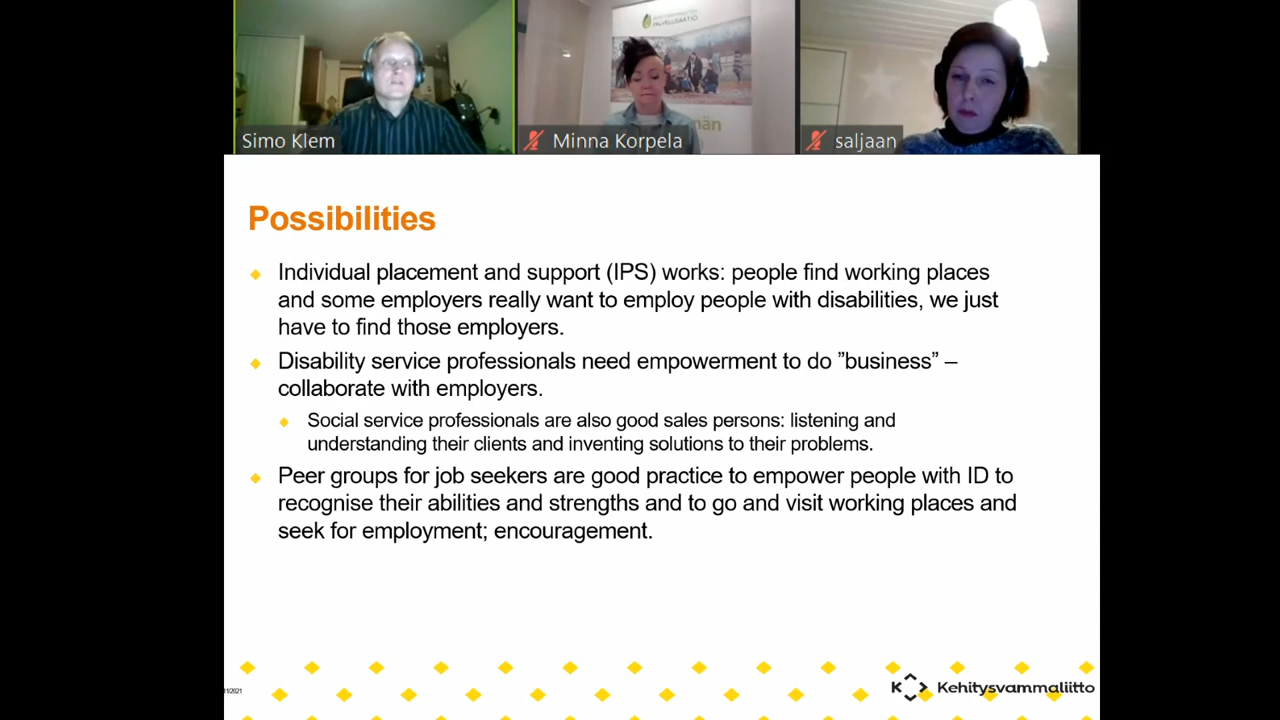 PALVELUSÄÄTIÖ
Simo Klem
Minna Korpela
saljaan
Possibilities
Individual placement and support (IPS) works: people find working places
and some employers really want to employ people with disabilities, we just
have to find those employers.
Disability service professionals need empowerment to do ”business” –
collaborate with employers.
Social service professionals are also good sales persons: listening and
understanding their clients and inventing solutions to their problems.
Peer groups for job seekers are good practice to empower people with ID to
recognise their abilities and strengths and to go and visit working places and
seek for employment; encouragement.
11/2021
Kehitysvammaliitto